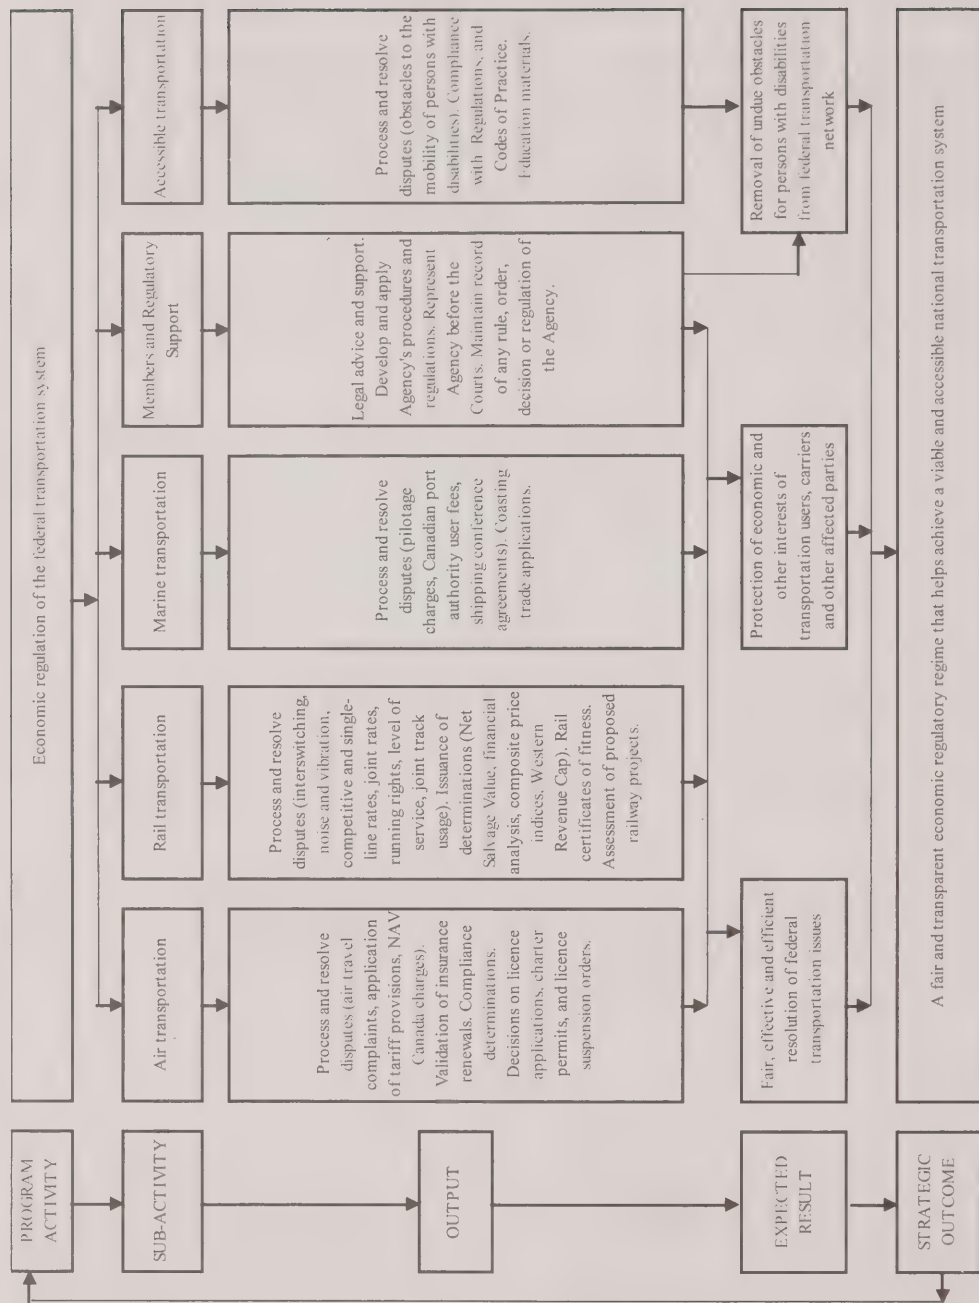 PROGRAM
ACTIVITY
Economic regulation of the federal transportation system
SUB-ACTIVITY
Air transportation
Rail transportation
Marine transportation
Members and Regulatory
Support
Accessible transportation
OUTPUT
Process and resolve
disputes (air travel
complaints, application
of tariff provisions, NAV
Canada charges).
Validation of insurance
renewals. Compliance
determinations.
Decisions on licence
applications, charter
permits, and licence
suspension orders.
Process and resolve
disputes (interswitching,
noise and vibration,
competitive and single-
line rates, joint rates,
running rights, level of
service, joint track
usage). Issuance of
determinations (Net
Salvage Value, financial
analysis, composite price
indices, Western
Revenue Cap). Rail
certificates of fitness.
Assessment of proposed
railway projects.
Process and resolve
disputes (pilotage
charges, Canadian port
authority user fees,
shipping conference
agreements). Coasting
trade applications.
Legal advice and support.
Develop and apply
Agency's procedures and
regulations. Represent
Agency before the
Courts. Maintain record
of any rule, order,
decision or regulation of
the Agency.
Process and resolve
disputes (obstacles to the
mobility of persons with
disabilities). Compliance
with Regulations, and
Codes of Practice.
Education materials.
EXPECTED
RESULT
Fair, effective and efficient
resolution of federal
transportation issues
Protection of economic and
other interests of
transportation users, carriers
and other affected parties
Removal of undue obstacles
for persons with disabilities
from federal transportation
network
STRATEGIC
OUTCOME
A fair and transparent economic regulatory regime that helps achieve a viable and accessible national transportation system